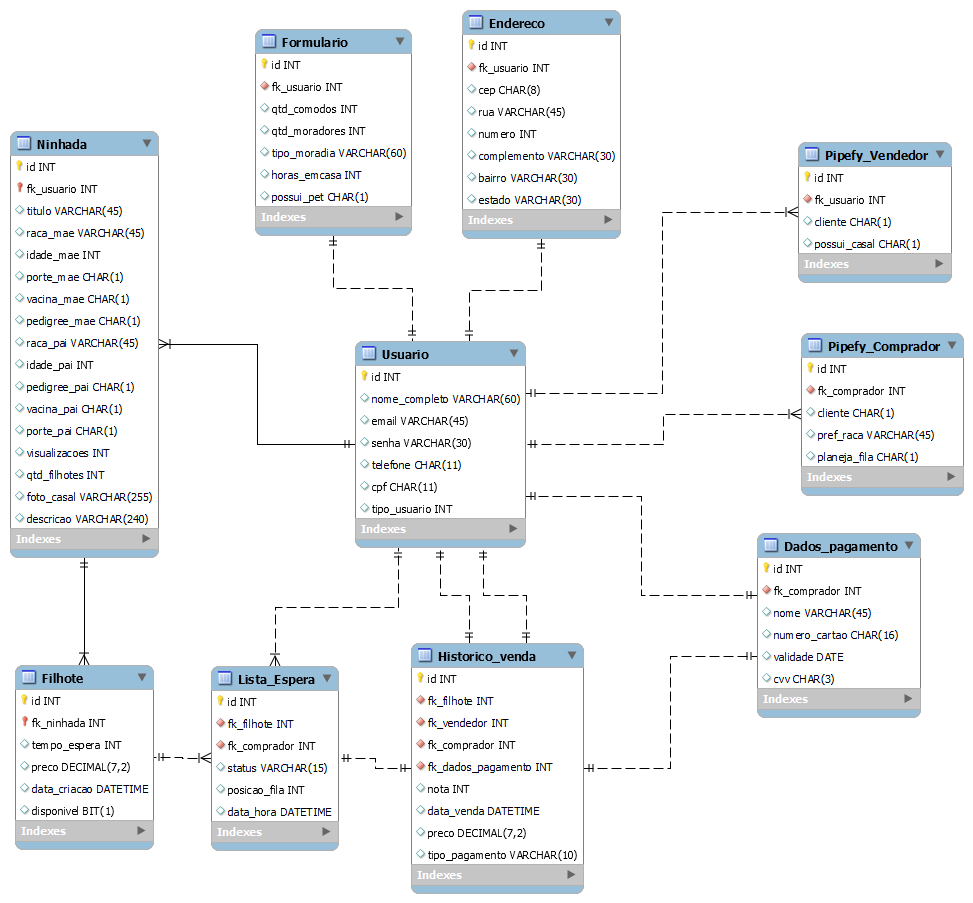 Formulario
id INT
fk_usuario INT
qtd_comodos INT
qtd_moradores INT
tipo_moradia VARCHAR(60)
horas_emcasa INT
possui_pet CHAR(1)
Indexes
Endereco
id INT
fk_usuario INT
cep CHAR(8)
rua VARCHAR(45)
numero INT
complemento VARCHAR(30)
bairro VARCHAR(30)
estado VARCHAR(30)
Indexes
Ninhada
id INT
fk_usuario INT
titulo VARCHAR(45)
raca_mae VARCHAR(45)
idade_mae INT
porte_mae CHAR(1)
vacina_mae CHAR(1)
pedigree_mae CHAR(1)
raca_pai VARCHAR(45)
idade_pai INT
pedigree_pai CHAR(1)
vacina_pai CHAR(1)
porte_pai CHAR(1)
visualizacoes INT
qtd_filhotes INT
foto_casal VARCHAR(255)
descricao VARCHAR(240)
Indexes
Pipefy_Vendedor
id INT
fk_usuario INT
cliente CHAR(1)
possui_casal CHAR(1)
Indexes
Usuario
id INT
nome_completo VARCHAR(60)
email VARCHAR(45)
senha VARCHAR(30)
telefone CHAR(11)
cpf CHAR(11)
tipo_usuario INT
Indexes
Pipefy_Comprador
id INT
fk_comprador INT
cliente CHAR(1)
pref_raca VARCHAR(45)
planeja_fila CHAR(1)
Indexes
Dados_pagamento
id INT
fk_comprador INT
nome VARCHAR(45)
numero_cartao CHAR(16)
validade DATE
cvv CHAR(3)
Indexes
Filhote
id INT
fk_ninhada INT
tempo_espera INT
preco DECIMAL(7,2)
data_criacao DATETIME
disponivel BIT(1)
Indexes
Lista_Espera
id INT
fk_filhote INT
fk_comprador INT
status VARCHAR(15)
posicao_fila INT
data_hora DATETIME
Indexes
Historico_venda
id INT
fk_filhote INT
fk_vendedor INT
fk_comprador INT
fk_dados_pagamento INT
nota INT
data_venda DATETIME
preco DECIMAL(7,2)
tipo_pagamento VARCHAR(10)
Indexes